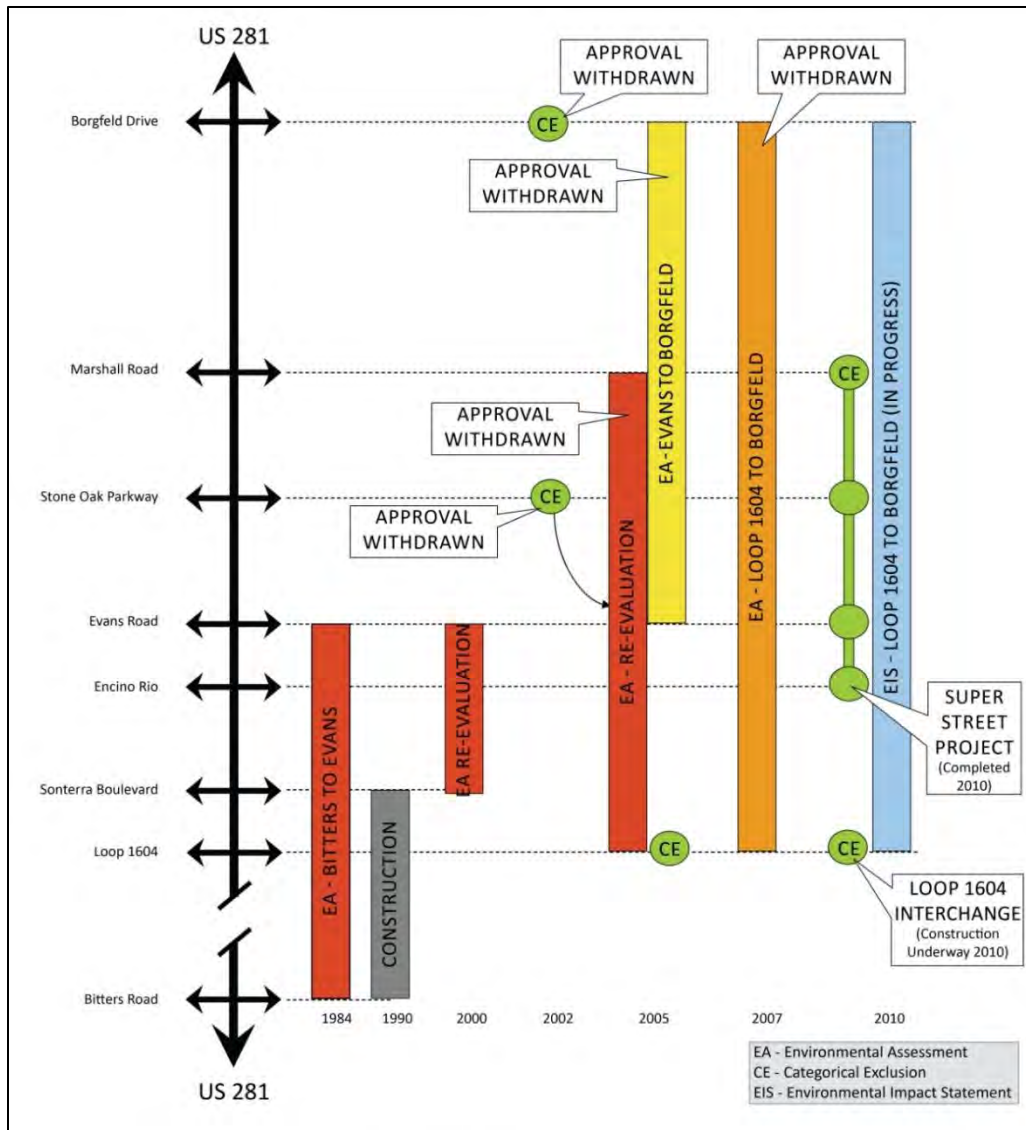 US 281
APPROVAL
WITHDRAWN
APPROVAL
WITHDRAWN
Borgfeld Drive
CE
APPROVAL
WITHDRAWN
EA-EVANS TO BORGFELD
EA - LOOP 1604 TO BORGFELD
EIS - LOOP 1604 TO BORGFELD (IN PROGRESS)
Marshall Road
CE
APPROVAL
WITHDRAWN
Stone Oak Parkway
CE
APPROVAL
WITHDRAWN
EA - RE-EVALUATION
Evans Road
EA - BITTERS TO EVANS
EA RE-EVALUATION
Encino Rio
SUPER
STREET
PROJECT
(Completed
2010)
Sonterra Boulevard
CONSTRUCTION
Loop 1604
CE
CE
LOOP 1604
INTERCHANGE
(Construction
Underway 2010)
Bitters Road
1984 1990 2000 2002 2005 2007 2010
EA - Environmental Assessment
CE - Categorical Exclusion
EIS - Environmental Impact Statement
US 281